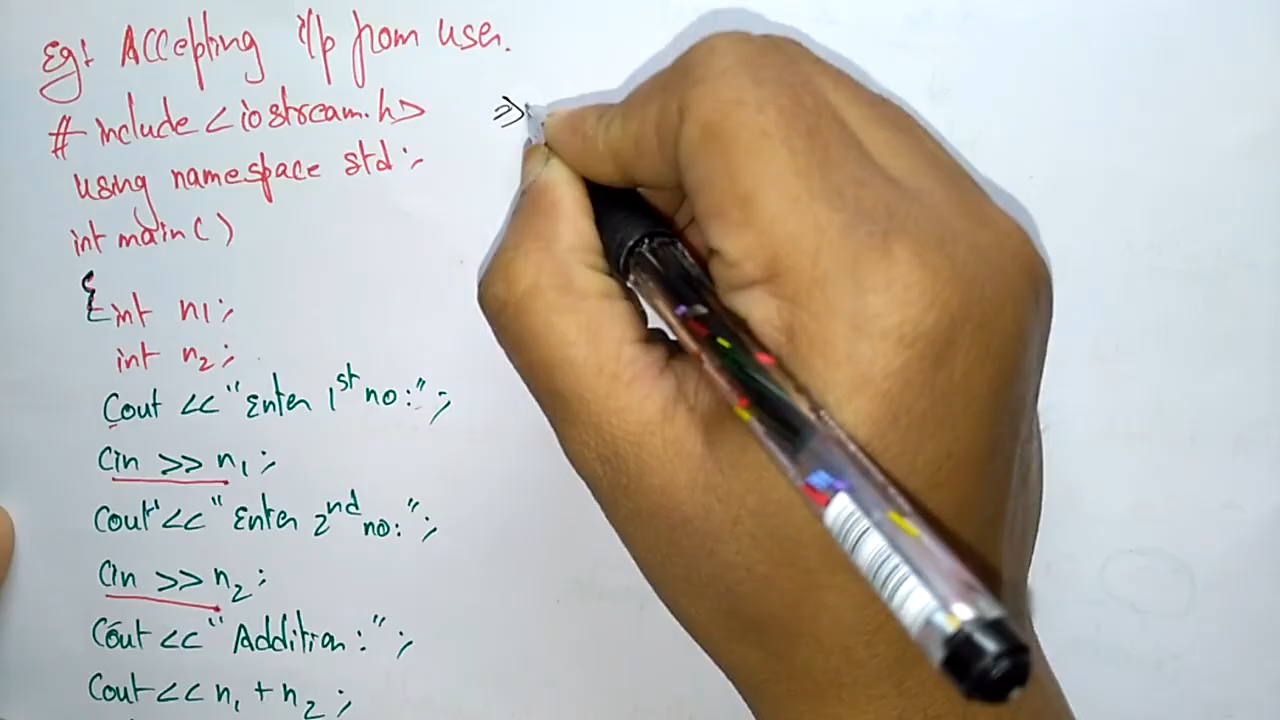 Eg: Accepting i/p from user.
# include <iostream.h>
using namespace std;
int main()
{ int n1;
int n2;
Cout << "Enter 1st no:";
Cin >> n1;
Cout << "Enter 2nd no:";
Cin >> n2;
Cout << "Addition:";
Cout << n1 + n2;
⇒